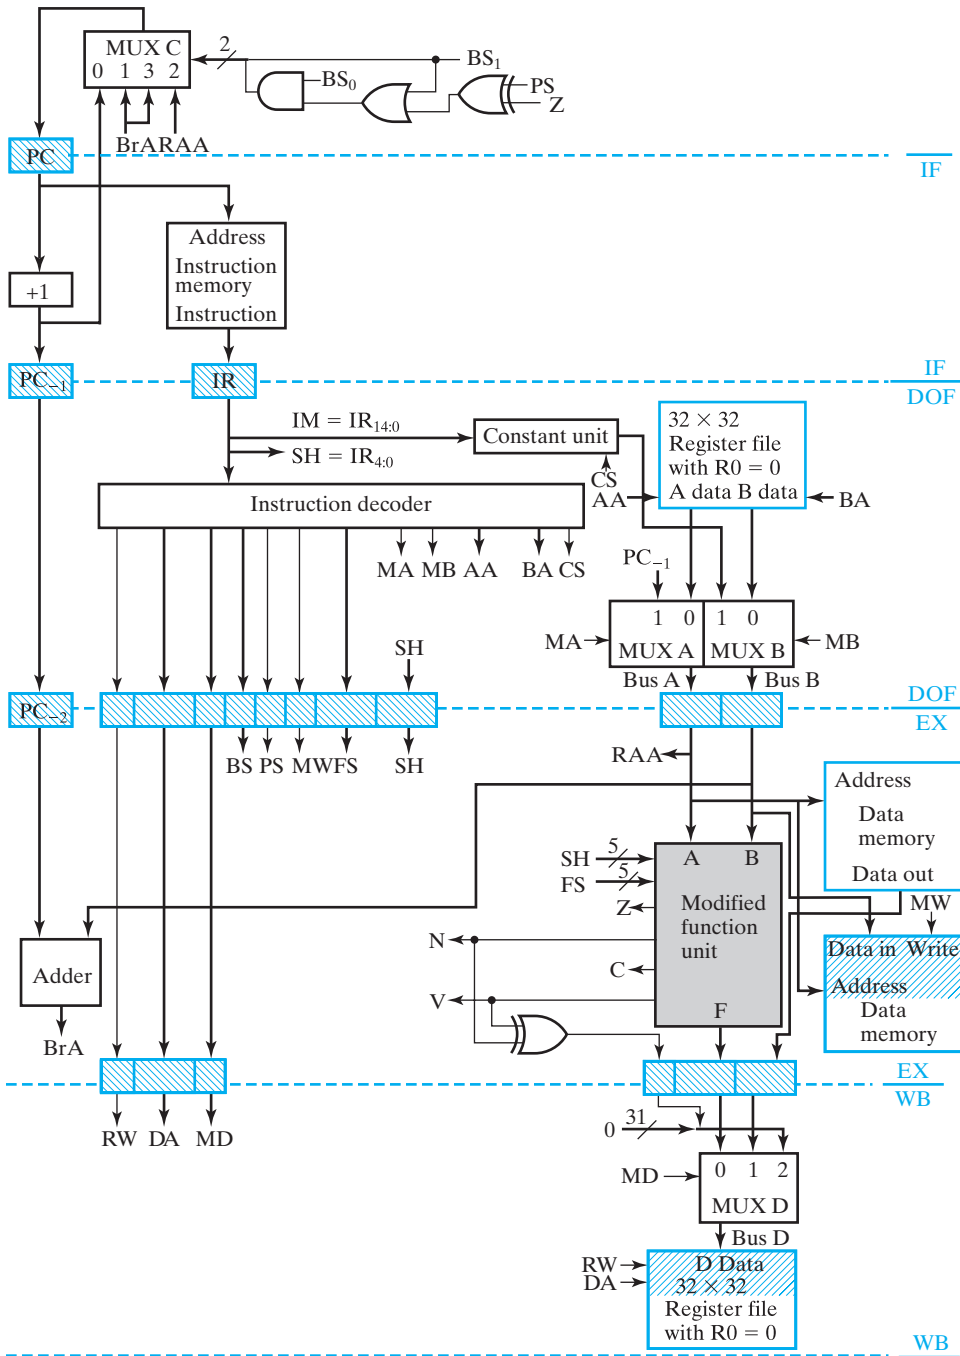 MUX C
0 1 3 2
2
BS₁
BS₀
PS
Z
BrA RAA
PC
IF
Address
Instruction
memory
Instruction
+1
PC₋₁
IR
IF
DOF
IM = IR₁₄:₀
SH = IR₄:₀
Constant unit
CS
32 × 32
Register file
with R0 = 0
A data B data
AA
BA
Instruction decoder
MA MB AA BA CS
PC₋₁
1 0 1 0
MUX A MUX B
MA
MB
SH
Bus A
Bus B
PC₋₂
DOF
EX
BS PS MW FS SH
RAA
Address
Data
memory
Data out
A B
SH 5
FS 5
Z
Modified
function
unit
N
C
V
F
MW
Data in Write
Address
Data
memory
Adder
BrA
EX
WB
RW DA MD
0 31
0 1 2
MUX D
MD
Bus D
RW
DA
D Data
32 × 32
Register file
with R0 = 0
WB